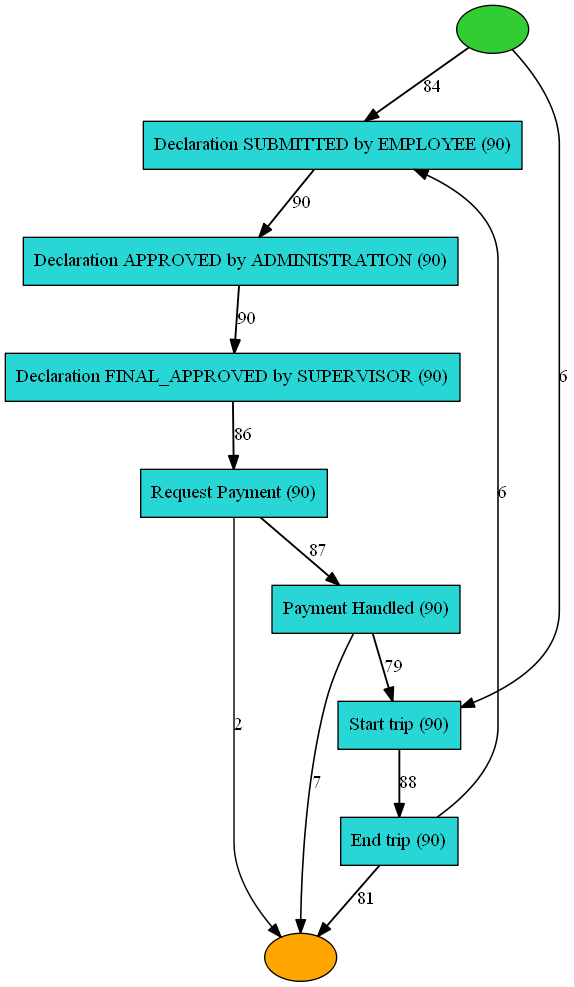 84
Declaration SUBMITTED by EMPLOYEE (90)
90
Declaration APPROVED by ADMINISTRATION (90)
90
Declaration FINAL_APPROVED by SUPERVISOR (90)
6
86
Request Payment (90)
6
87
Payment Handled (90)
79
2
Start trip (90)
7
88
End trip (90)
81